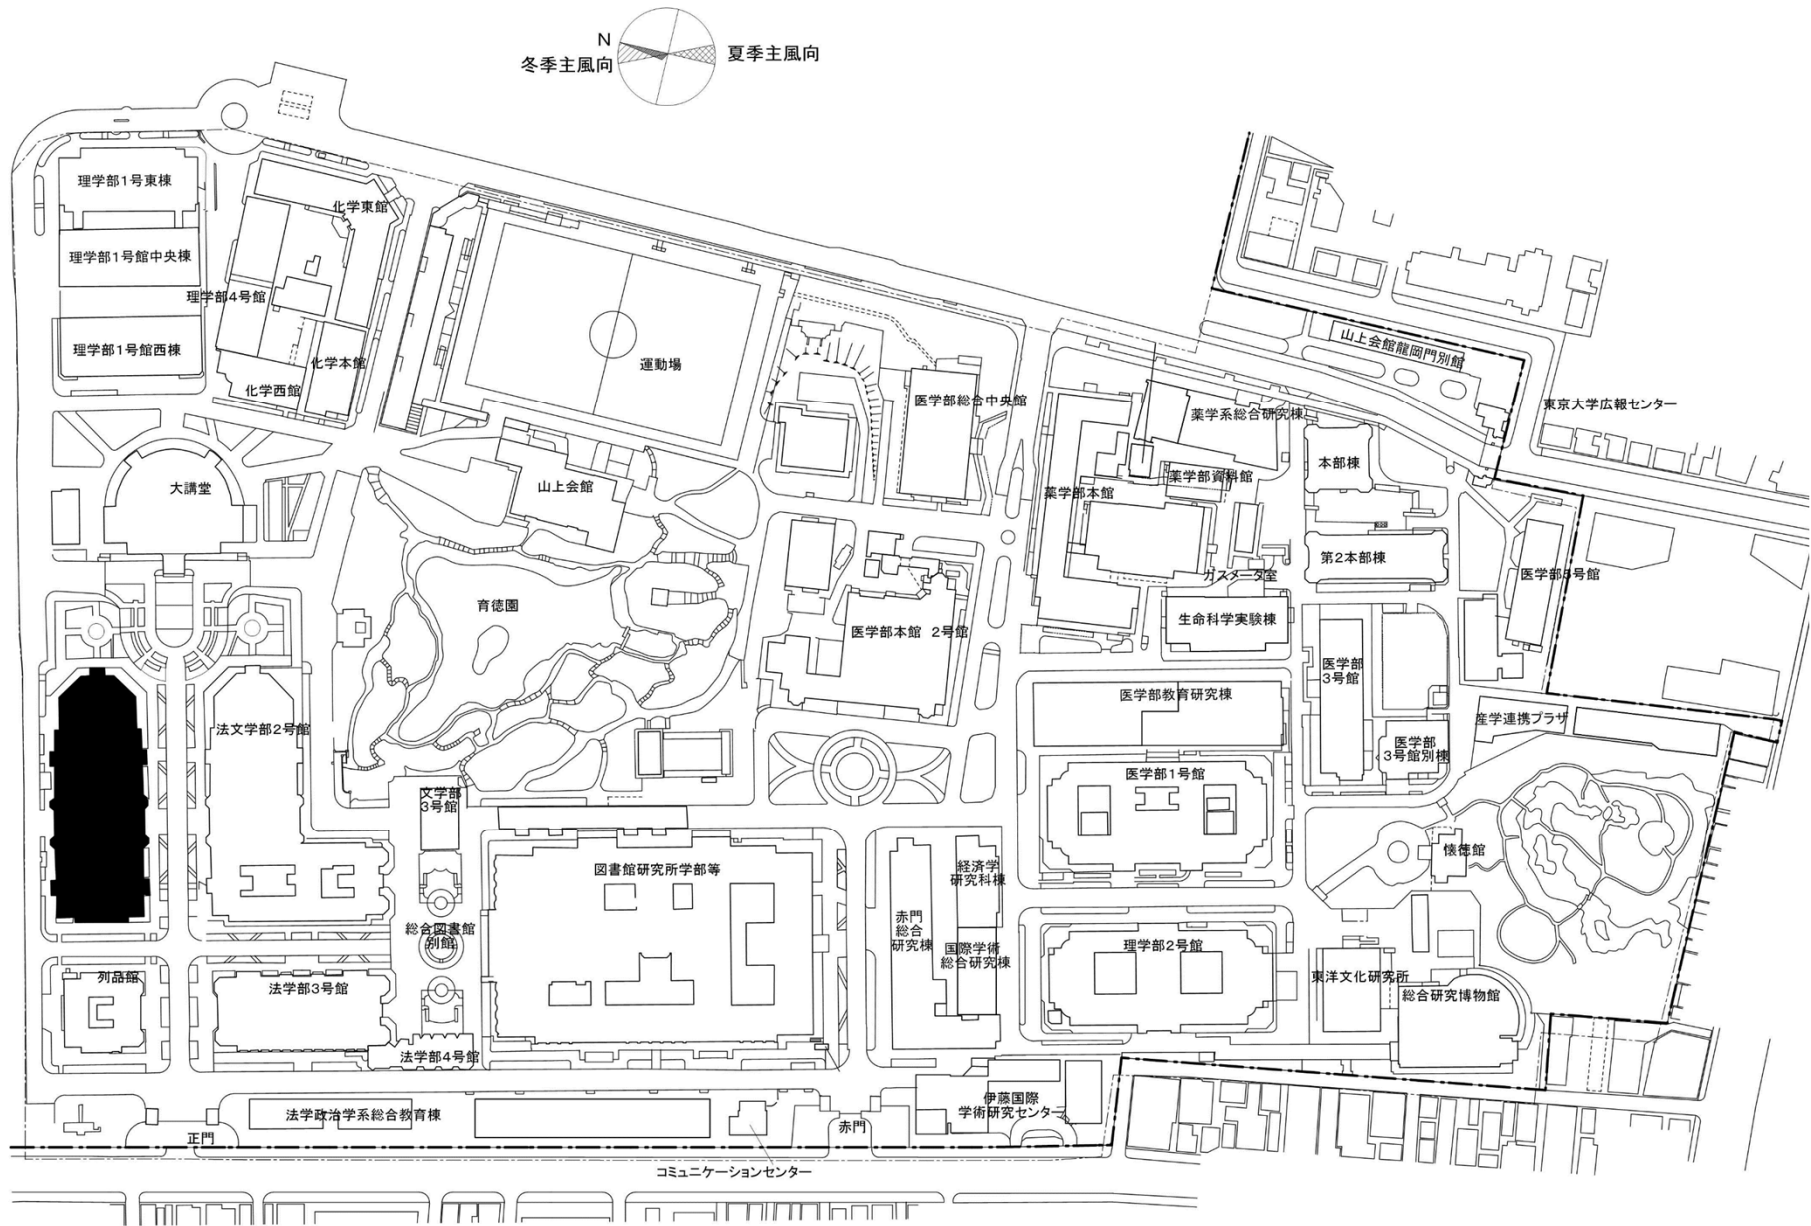 N
冬季主風向
夏季主風向
理学部1号東棟
化学東館
理学部1号館中央棟
理学部4号館
理学部1号館西棟
化学本館
化学西館
運動場
医学部総合中央館
山上会館龍岡門別館
東京大学広報センター
薬学系総合研究棟
本部棟
薬学部資料館
薬学部本館
大講堂
山上会館
第2本部棟
ガスメータ室
医学部5号館
育徳園
医学部本館 2号館
生命科学実験棟
医学部
3号館
医学部教育研究棟
産学連携プラザ
法文学部2号館
医学部
3号館別棟
医学部1号館
文学部
3号館
図書館研究所学部等
経済学
研究科棟
懐徳館
赤門
総合
研究棟
総合図書館
別館
国際学術
総合研究棟
理学部2号館
東洋文化研究所
総合研究博物館
列品館
法学部3号館
法学部4号館
伊藤国際
学術研究センター
法学政治学系総合教育棟
正門
赤門
コミュニケーションセンター